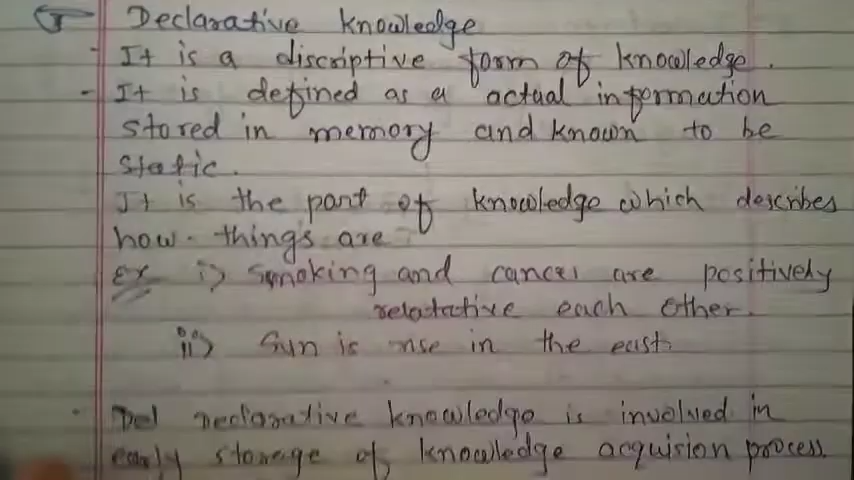 Declarative knowledge
- It is a discriptive form of knowledge.
- It is defined as a actual information
stored in memory and known to be
static.
It is the part of knowledge which describes
how things are
Ex i) Smoking and cancer are positively
relatative each other.
ii) Sun is rise in the east.
Declarative knowledge is involved in
early storage of knowledge acquision process.